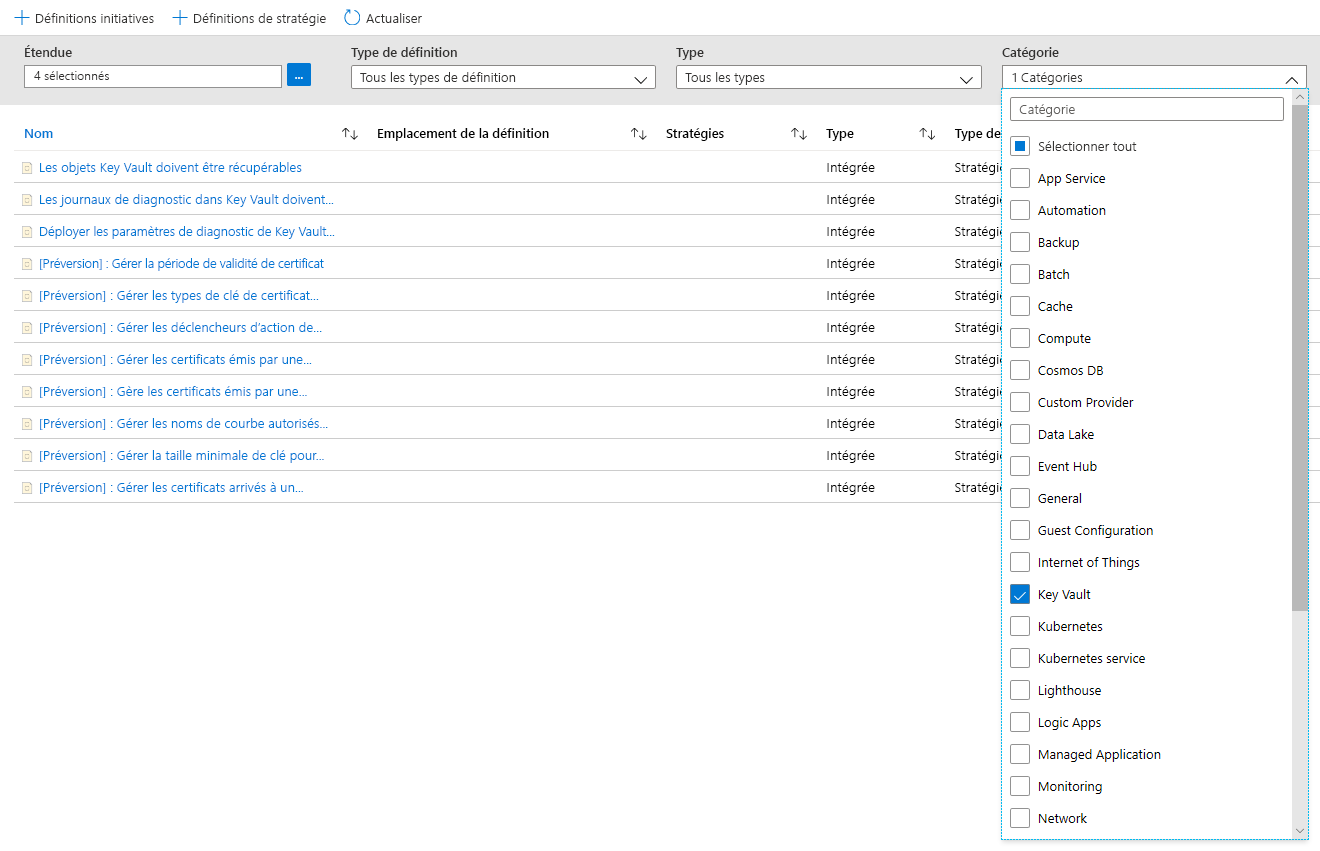 Définitions initiatives Définitions de stratégie Actualiser
Étendue Type de définition Type Catégorie
4 sélectionnés ... Tous les types de définition Tous les types 1 Catégories
Catégorie
Nom Emplacement de la définition Stratégies Type Type de
Sélectionner tout
Les objets Key Vault doivent être récupérables Intégrée Stratégi
App Service
Les journaux de diagnostic dans Key Vault doivent... Intégrée Stratégi
Automation
Déployer les paramètres de diagnostic de Key Vault... Intégrée Stratégi
Backup
[Préversion] : Gérer la période de validité de certificat Intégrée Stratégi
Batch
[Préversion] : Gérer les types de clé de certificat... Intégrée Stratégi
Cache
[Préversion] : Gérer les déclencheurs d'action de... Intégrée Stratégi
Compute
[Préversion] : Gérer les certificats émis par une... Intégrée Stratégi
Cosmos DB
[Préversion] : Gère les certificats émis par une... Intégrée Stratégi
Custom Provider
[Préversion] : Gérer les noms de courbe autorisés... Intégrée Stratégi
Data Lake
[Préversion] : Gérer la taille minimale de clé pour... Intégrée Stratégi
Event Hub
[Préversion] : Gérer les certificats arrivés à un... Intégrée Stratégi
General
Guest Configuration
Internet of Things
Key Vault
Kubernetes
Kubernetes service
Lighthouse
Logic Apps
Managed Application
Monitoring
Network